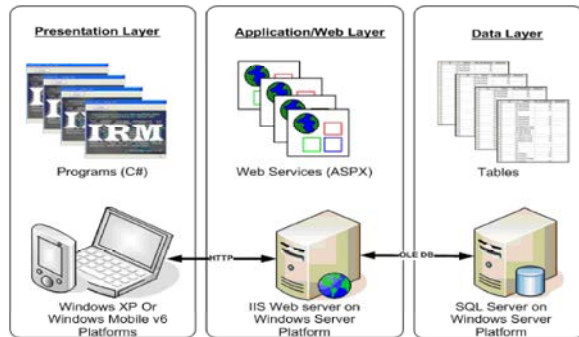 Presentation Layer
IRM
Programs (C#)
HTTP
Windows XP Or
Windows Mobile v6
Platforms
Application/Web Layer
Web Services (ASPX)
IIS Web server on
Windows Server
Platform
OLE DB
Data Layer
Tables
SQL Server on
Windows Server
Platform